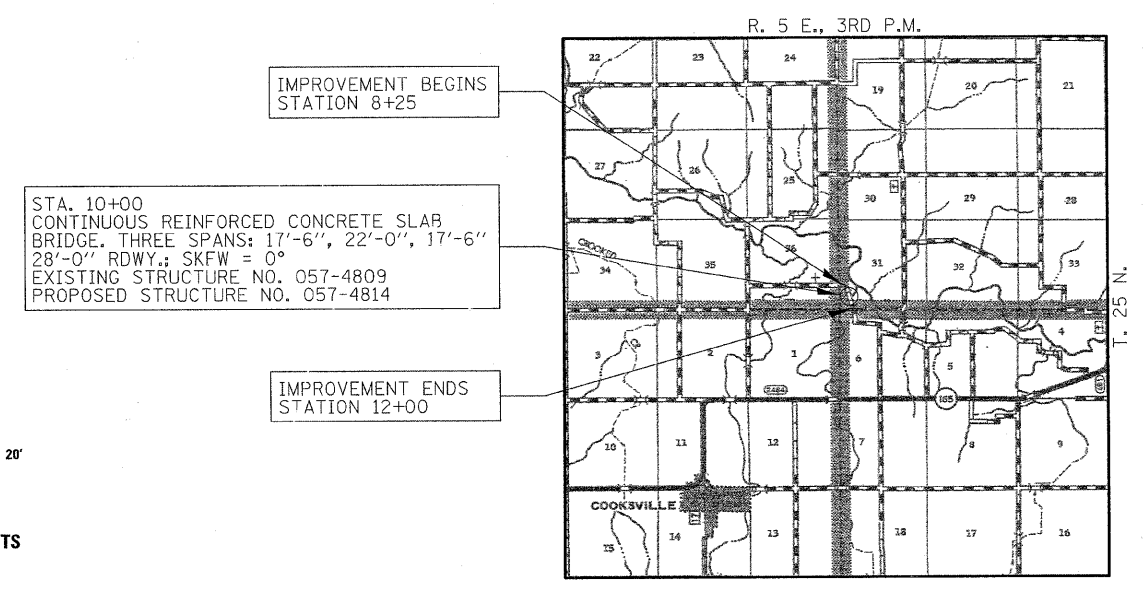 R. 5 E., 3RD P.M.
IMPROVEMENT BEGINS
STATION 8+25
STA. 10+00
CONTINUOUS REINFORCED CONCRETE SLAB
BRIDGE. THREE SPANS: 17'-6", 22'-0", 17'-6"
28'-0" RDWY.; SKEW = 0°
EXISTING STRUCTURE NO. 057-4809
PROPOSED STRUCTURE NO. 057-4814
IMPROVEMENT ENDS
STATION 12+00
20'
TS
T. 25 N.
22 23 24 19 20 21
27 26 25 30 29 28
CROOKED
34 35 36 31 32 33
3 2 1 6 5 4
165
10 11 12 7 8 9
COOKSVILLE
17
15 14 13 18 17 16